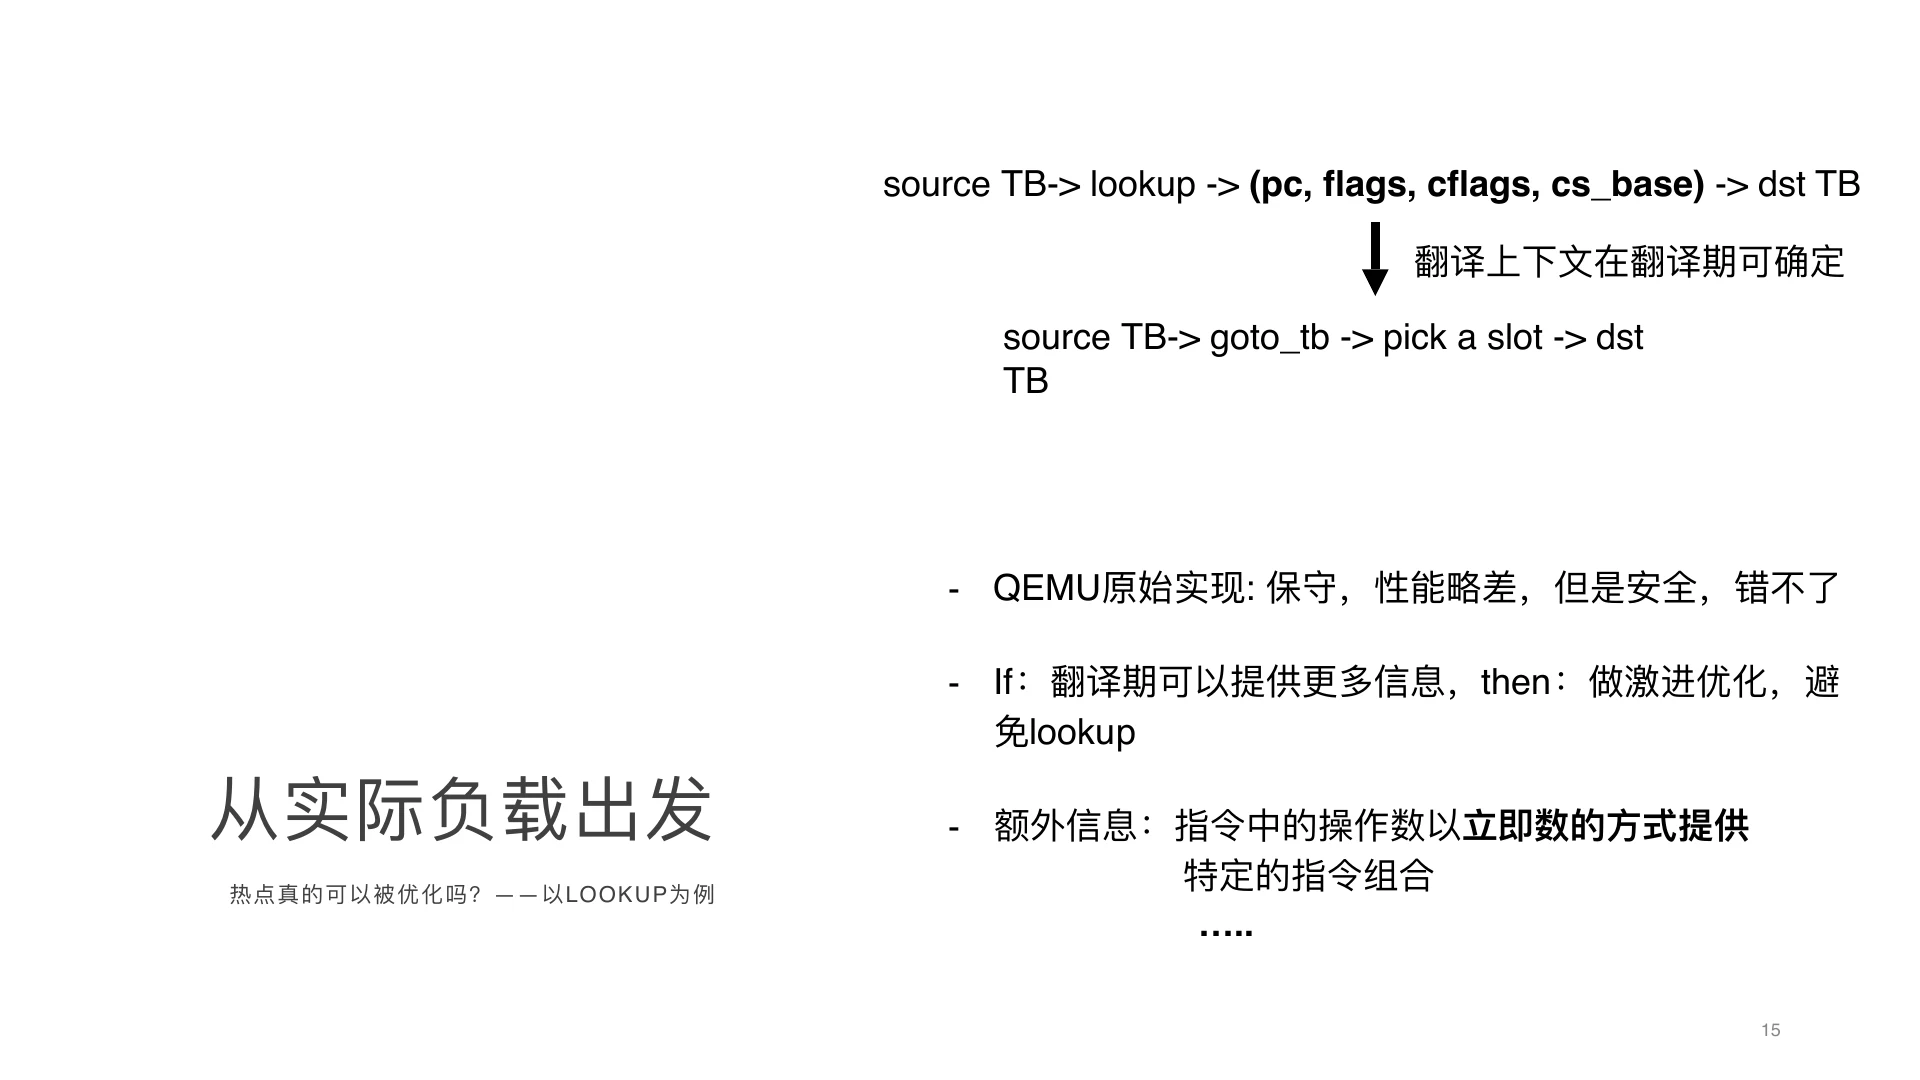 source TB-> lookup -> (pc, flags, cflags, cs_base) -> dst TB
翻译上下文在翻译期可确定
source TB-> goto_tb -> pick a slot -> dst
TB
- QEMU原始实现: 保守，性能略差，但是安全，错不了
- If：翻译期可以提供更多信息，then：做激进优化，避
免lookup
- 额外信息：指令中的操作数以立即数的方式提供
特定的指令组合
…..
从实际负载出发
热点真的可以被优化吗？——以LOOKUP为例
15